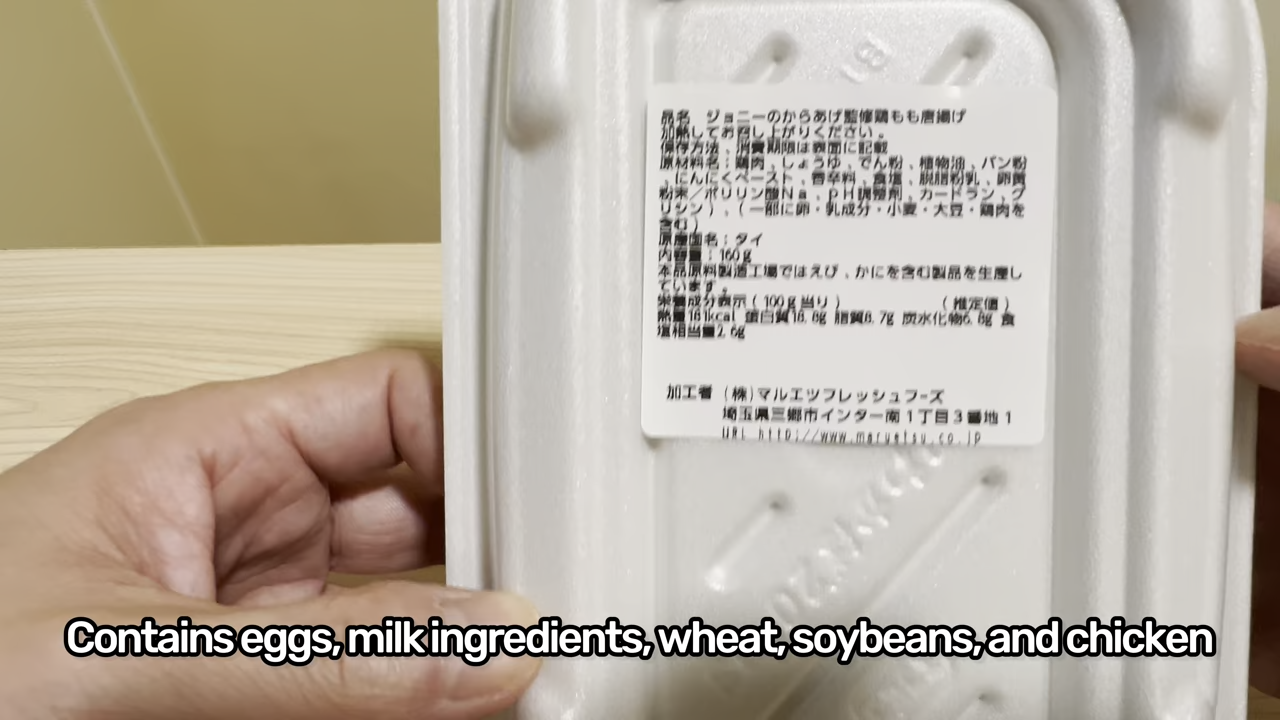 品名 ジョニーのからあげ監修鶏もも唐揚げ
加熱してお召し上がりください。
保存方法、消費期限は表面に記載
原材料名：鶏肉、しょうゆ、でん粉、植物油、パン粉
、にんにくペースト、香辛料、食塩、脱脂粉乳、卵黄
粉末／ポリリン酸Ｎａ、ｐＨ調整剤、カードラン、グ
リシン）、（一部に卵・乳成分・小麦・大豆・鶏肉を
含む）
原産国名：タイ
内容量：160g
本品原料製造工場ではえび、かにを含む製品を生産し
ています。
栄養成分表示（100g当り） （推定値）
熱量181kcal 蛋白質18.8g 脂質8.7g 炭水化物6.8g 食
塩相当量2.6g
加工者 （株）マルエツフレッシュフーズ
埼玉県三郷市インター南１丁目３番地１
URL http://www.maruetsu.co.jp
Contains eggs, milk ingredients, wheat, soybeans, and chicken